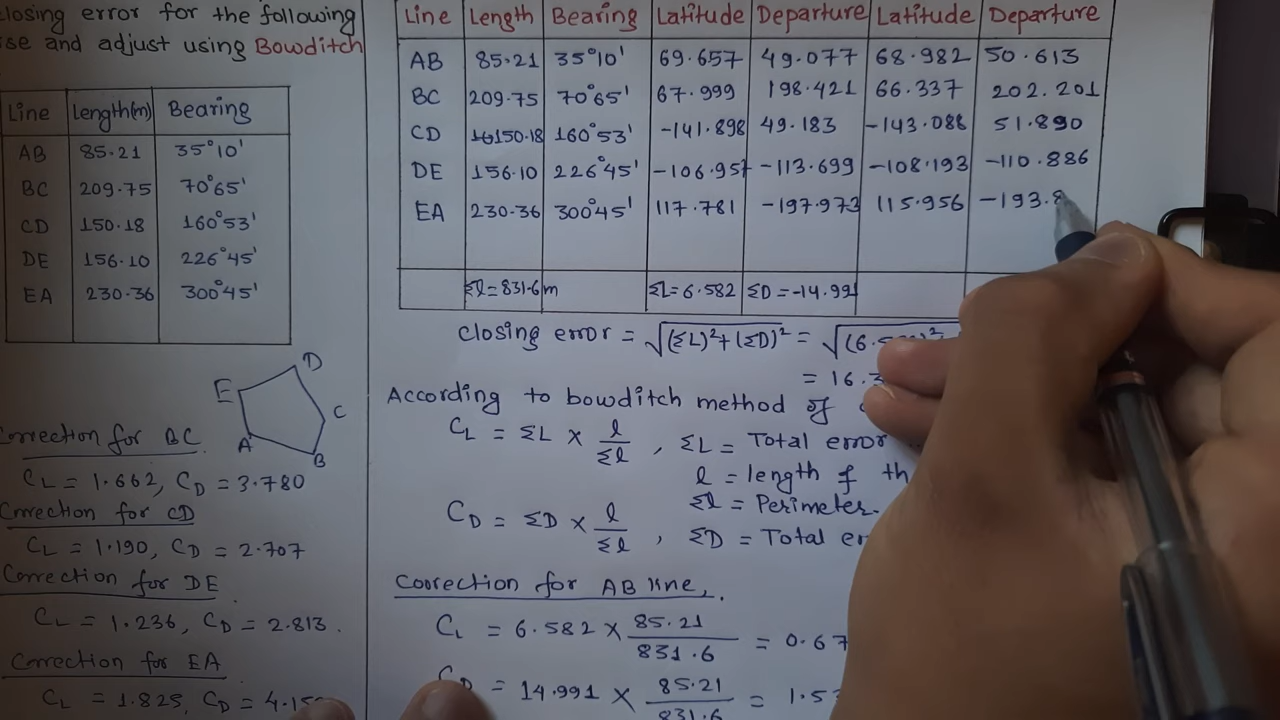 closing error for the following
and adjust using Bowditch
Line Length(m) Bearing
AB 85.21 35°10'
BC 209.75 70°65'
CD 150.18 160°53'
DE 156.10 226°45'
EA 230.36 300°45'
D
E
C
A
B
Correction for BC
CL = 1.662, CD = 3.780
Correction for CD
CL = 1.190, CD = 2.707
Correction for DE
CL = 1.236, CD = 2.813.
Correction for EA
CL = 1.825, CD = 4.15
Line Length Bearing Latitude Departure Latitude Departure
AB 85.21 35°10' 69.657 49.077 68.982 50.613
BC 209.75 70°65' 67.999 198.421 66.337 202.201
CD 150.18 160°53' -141.898 49.183 -143.088 51.890
DE 156.10 226°45' -106.957 -113.699 -108.193 -110.886
EA 230.36 300°45' 117.781 -197.973 115.956 -193.8
Σl = 831.6m ΣL = 6.582 ΣD = -14.991
Closing error = √(ΣL)²+(ΣD)² = √(6.
= 16.
According to bowditch method of
CL = ΣL × l/Σl , ΣL = Total error
l = length of th
Σl = Perimeter.
CD = ΣD × l/Σl , ΣD = Total er
Correction for AB line,
CL = 6.582 × 85.21/831.6 = 0.67
CD = 14.991 × 85.21/831.6 = 1.53